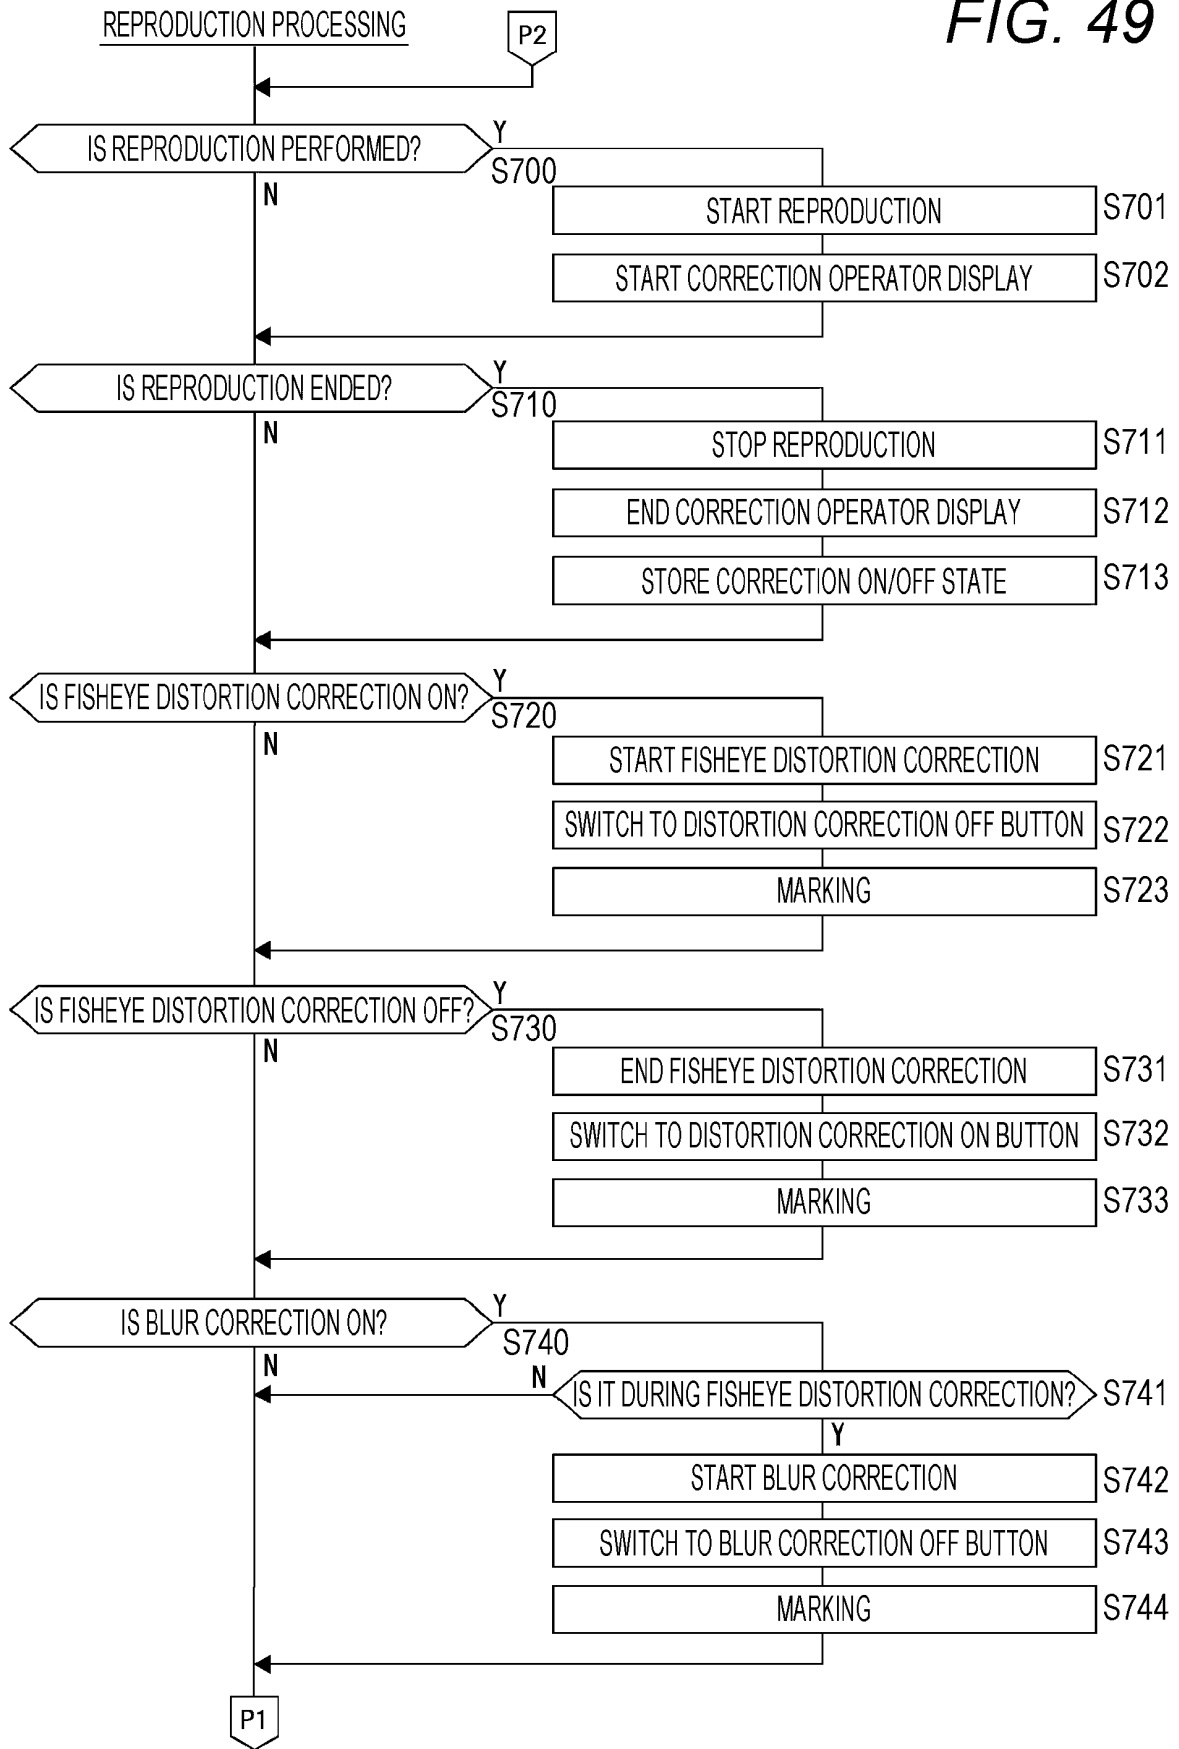 FIG. 49
REPRODUCTION PROCESSING
P2
IS REPRODUCTION PERFORMED?
Y
S700
N
START REPRODUCTION
S701
START CORRECTION OPERATOR DISPLAY
S702
IS REPRODUCTION ENDED?
Y
S710
N
STOP REPRODUCTION
S711
END CORRECTION OPERATOR DISPLAY
S712
STORE CORRECTION ON/OFF STATE
S713
IS FISHEYE DISTORTION CORRECTION ON?
Y
S720
N
START FISHEYE DISTORTION CORRECTION
S721
SWITCH TO DISTORTION CORRECTION OFF BUTTON
S722
MARKING
S723
IS FISHEYE DISTORTION CORRECTION OFF?
Y
S730
N
END FISHEYE DISTORTION CORRECTION
S731
SWITCH TO DISTORTION CORRECTION ON BUTTON
S732
MARKING
S733
IS BLUR CORRECTION ON?
Y
S740
N
N
IS IT DURING FISHEYE DISTORTION CORRECTION?
S741
Y
START BLUR CORRECTION
S742
SWITCH TO BLUR CORRECTION OFF BUTTON
S743
MARKING
S744
P1